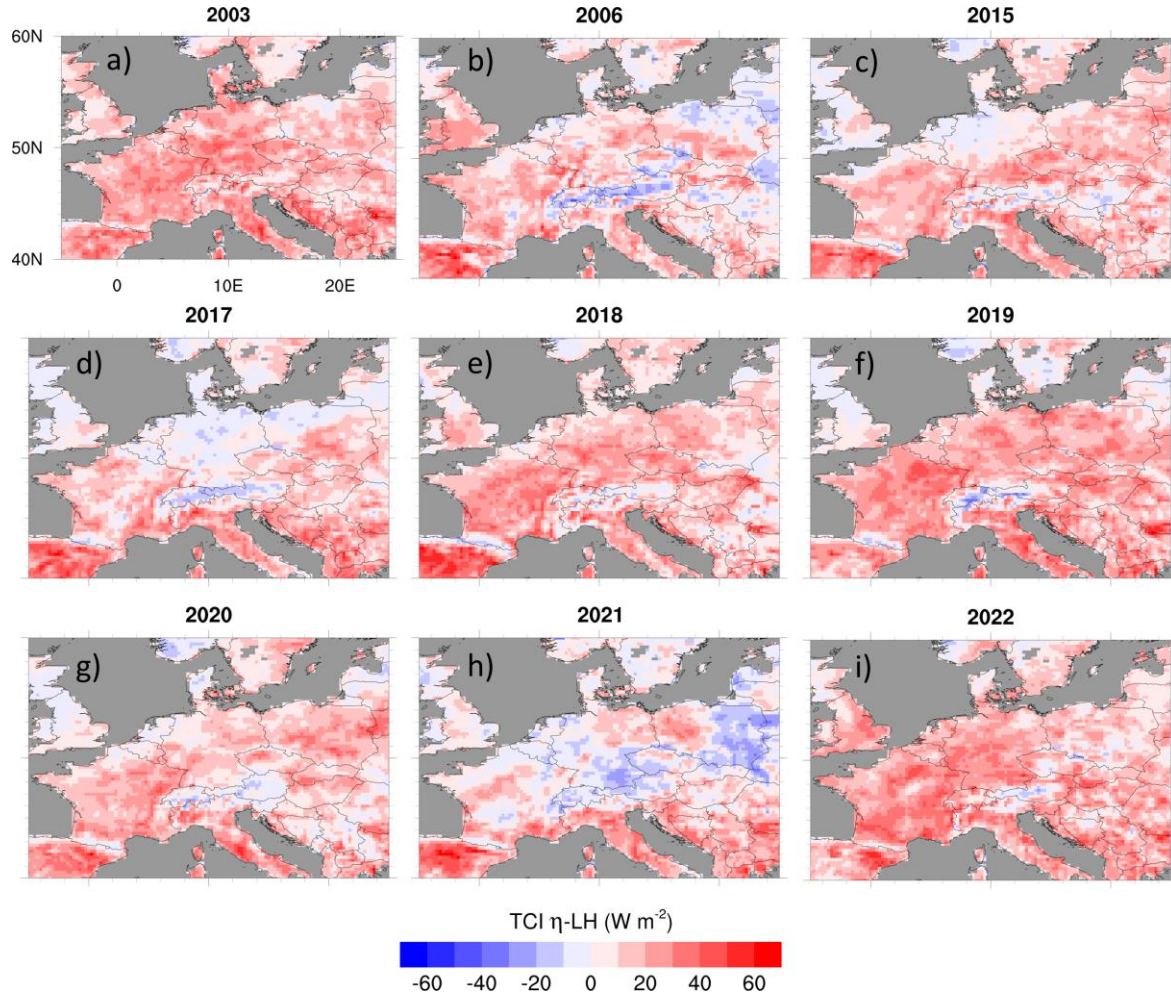 2003 2006 2015
60N
a) b) c)
50N
40N
0 10E 20E
2017 2018 2019
d) e) f)
2020 2021 2022
g) h) i)
TCI η-LH (W m⁻²)
-60 -40 -20 0 20 40 60